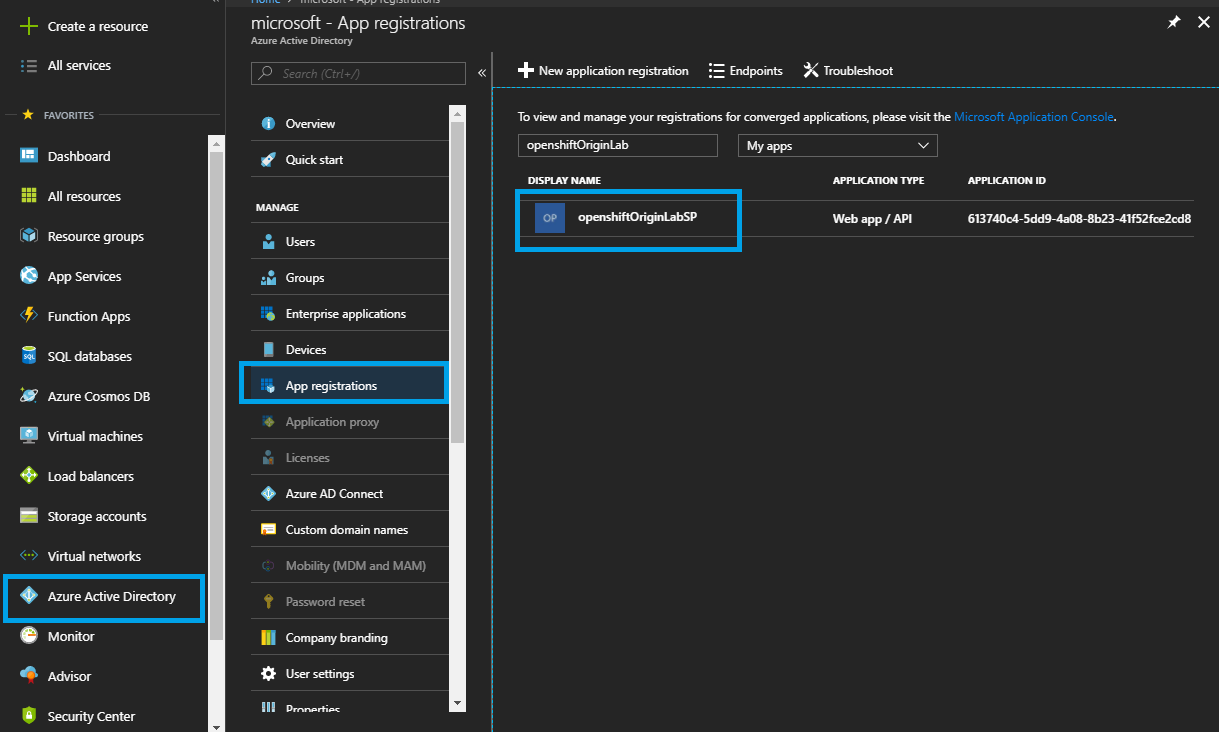 Home > microsoft - App registrations
microsoft - App registrations
Azure Active Directory
Create a resource
All services
FAVORITES
Dashboard
All resources
Resource groups
App Services
Function Apps
SQL databases
Azure Cosmos DB
Virtual machines
Load balancers
Storage accounts
Virtual networks
Azure Active Directory
Monitor
Advisor
Security Center
Search (Ctrl+/)
Overview
Quick start
MANAGE
Users
Groups
Enterprise applications
Devices
App registrations
Application proxy
Licenses
Azure AD Connect
Custom domain names
Mobility (MDM and MAM)
Password reset
Company branding
User settings
Properties
New application registration Endpoints Troubleshoot
To view and manage your registrations for converged applications, please visit the Microsoft Application Console.
openshiftOriginLab My apps
DISPLAY NAME APPLICATION TYPE APPLICATION ID
OP openshiftOriginLabSP Web app / API 613740c4-5dd9-4a08-8b23-41f52fce2cd8